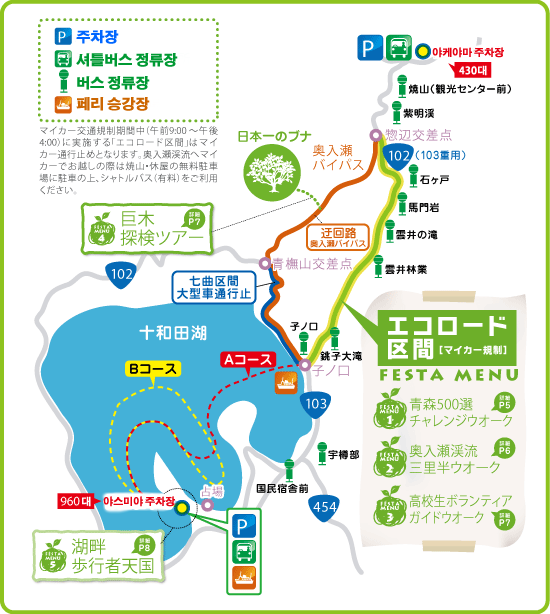 P 주차장
셔틀버스 정류장
버스 정류장
페리 승강장
マイカー交通規制期間中(午前9:00～午後
4:00)に実施する「エコロード区間」はマイ
カー通行止めとなります。奥入瀬渓流へマイ
カーでお越しの際は焼山・休屋の無料駐車
場に駐車の上、シャトルバス(有料)をご利用
ください。
P
야케야마 주차장
430대
焼山(観光センター前)
紫明渓
惣辺交差点
102
(103重用)
日本一のブナ
奥入瀬
バイパス
石ヶ戸
馬門岩
雲井の滝
雲井林業
FESTA MENU
4
巨木
探検ツアー
詳細
P7
迂回路
奥入瀬バイパス
青橅山交差点
102
七曲区間
大型車通行止
十和田湖
子ノ口
銚子大滝
子ノ口
Aコース
Bコース
103
エコロード
区間 [マイカー規制]
FESTA MENU
FESTA MENU
1
青森500選
チャレンジウオーク
詳細
P5
FESTA MENU
2
奥入瀬渓流
三里半ウオーク
詳細
P6
FESTA MENU
3
高校生ボランティア
ガイドウオーク
詳細
P7
宇樽部
国民宿舎前
454
960대
야스미야 주차장
占場
P
FESTA MENU
5
湖畔
歩行者天国
詳細
P8